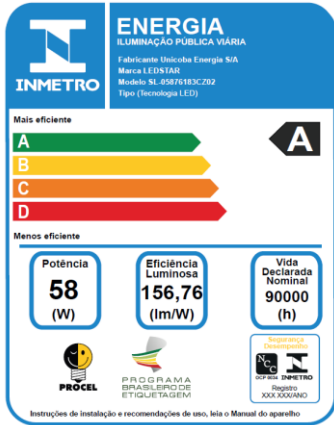 INMETRO
ENERGIA
ILUMINAÇÃO PÚBLICA VIÁRIA
Fabricante Unicoba Energia S/A
Marca LEDSTAR
Modelo SL-05876183CZ02
Tipo (Tecnologia LED)
Mais eficiente
A
A
B
C
D
Menos eficiente
Potência
58
(W)
Eficiência
Luminosa
156,76
(lm/W)
Vida
Declarada
Nominal
90000
(h)
PROCEL
PROGRAMA
BRASILEIRO DE
ETIQUETAGEM
Segurança
Desempenho
NCC
OCP 0034
INMETRO
Registro
XXX XXX/ANO
Instruções de instalação e recomendações de uso, leia o Manual do aparelho